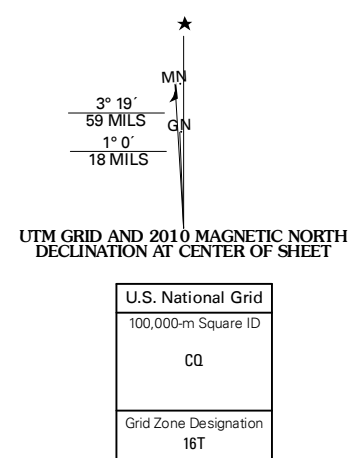 ★
MN
3° 19´
59 MILS
GN
1° 0´
18 MILS
UTM GRID AND 2010 MAGNETIC NORTH
DECLINATION AT CENTER OF SHEET
U.S. National Grid
100,000-m Square ID
CQ
Grid Zone Designation
16T